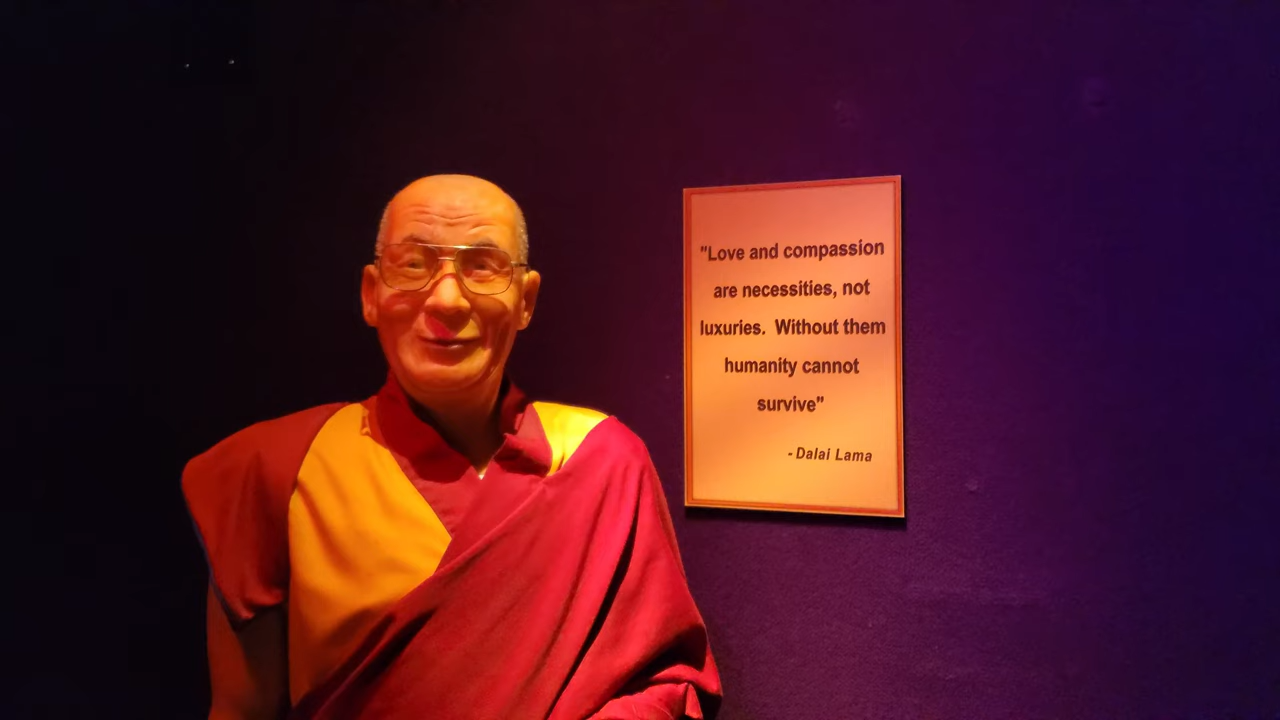 "Love and compassion
are necessities, not
luxuries.  Without them
humanity cannot
survive"
- Dalai Lama